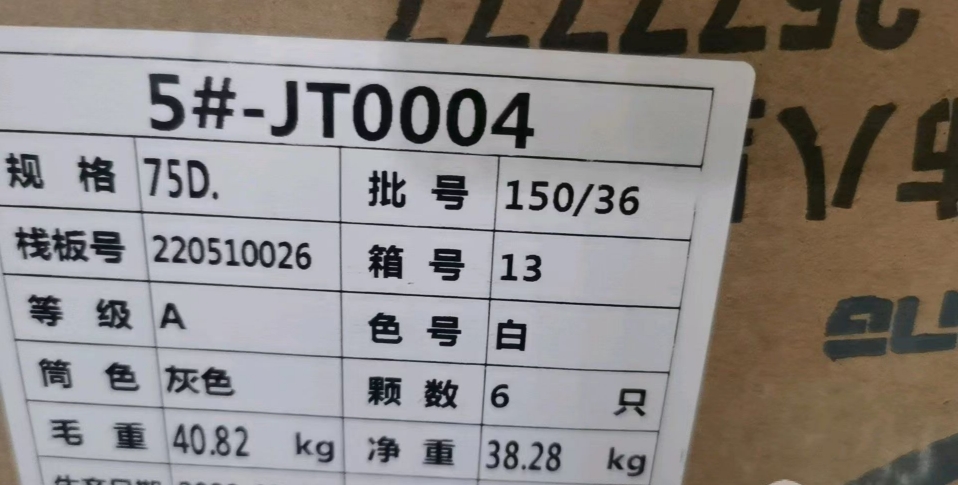 5#-JT0004
规格 75D. 批号 150/36
栈板号 220510026 箱号 13
等级 A 色号 白
筒色 灰色 颗数 6 只
毛重 40.82 kg 净重 38.28 kg